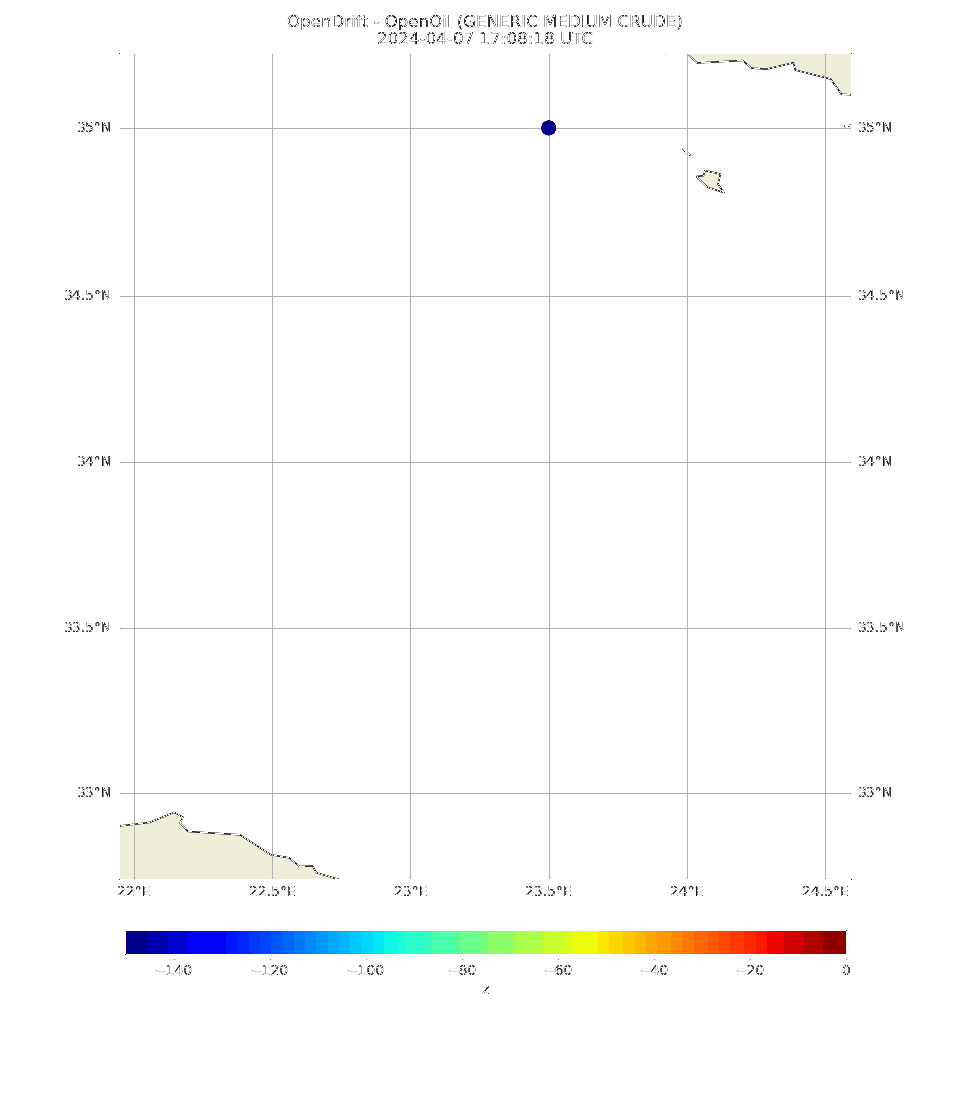 OpenDrift - OpenOil (GENERIC MEDIUM CRUDE)
2024-04-07 17:08:18 UTC
35°N 35°N
34.5°N 34.5°N
34°N 34°N
33.5°N 33.5°N
33°N 33°N
22°E 22.5°E 23°E 23.5°E 24°E 24.5°E
−140 −120 −100 −80 −60 −40 −20 0
z